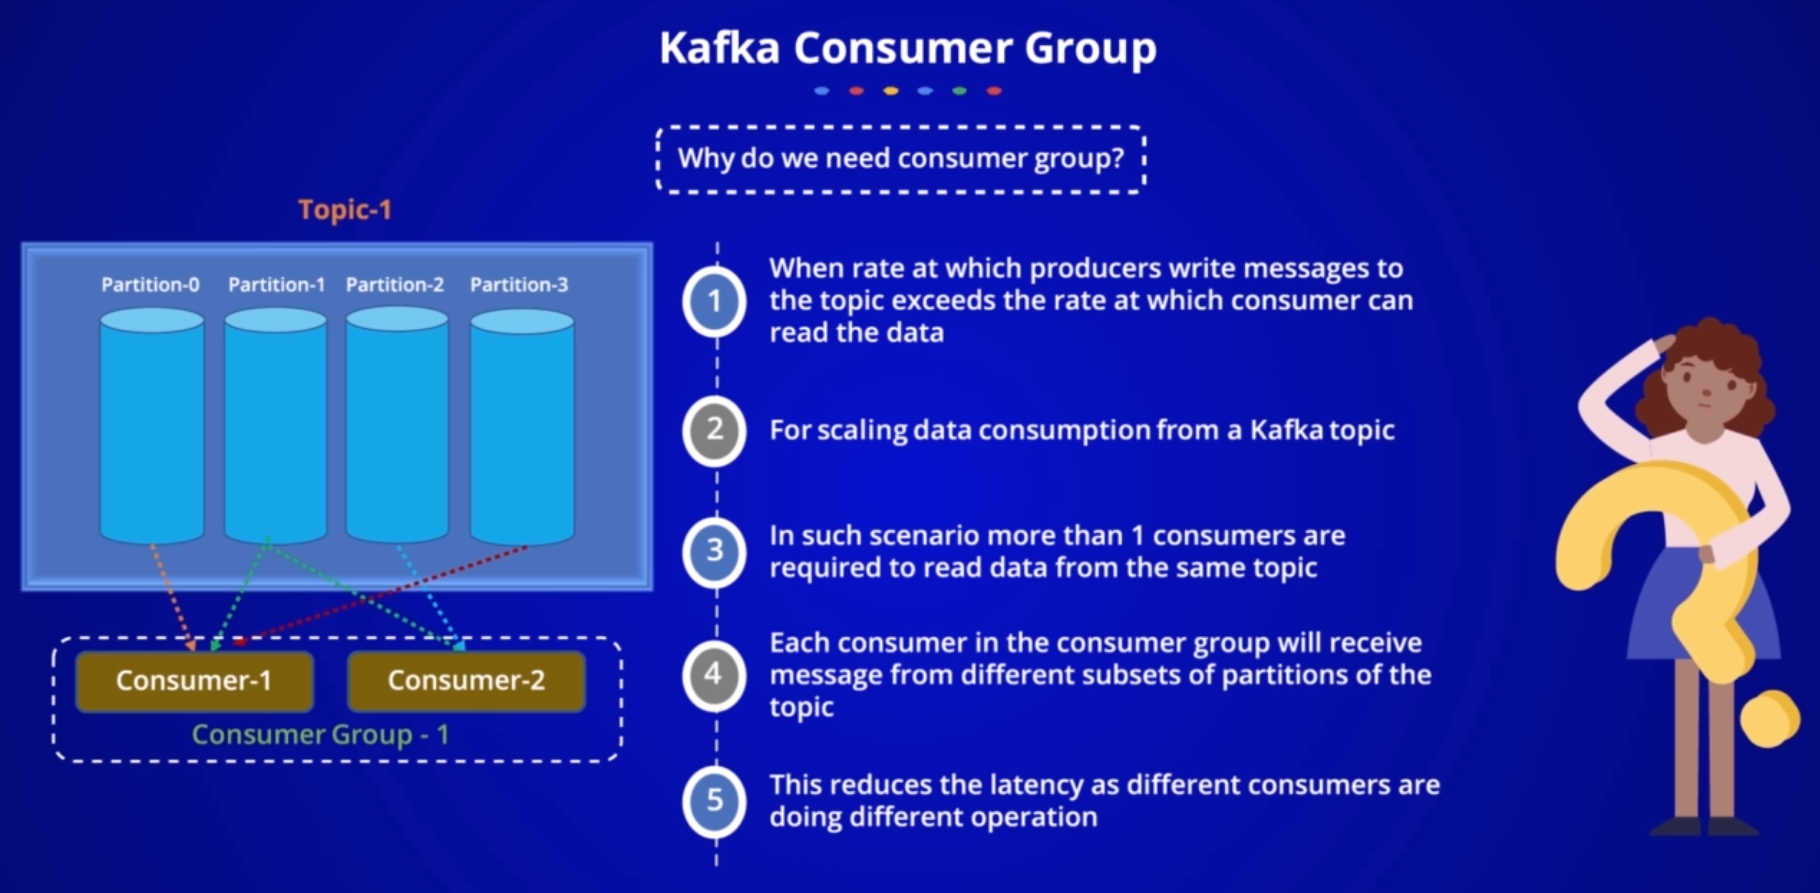 Kafka Consumer Group
Why do we need consumer group?
Topic-1
Partition-0 Partition-1 Partition-2 Partition-3
Consumer-1 Consumer-2
Consumer Group - 1
1
When rate at which producers write messages to
the topic exceeds the rate at which consumer can
read the data
2
For scaling data consumption from a Kafka topic
3
In such scenario more than 1 consumers are
required to read data from the same topic
4
Each consumer in the consumer group will receive
message from different subsets of partitions of the
topic
5
This reduces the latency as different consumers are
doing different operation